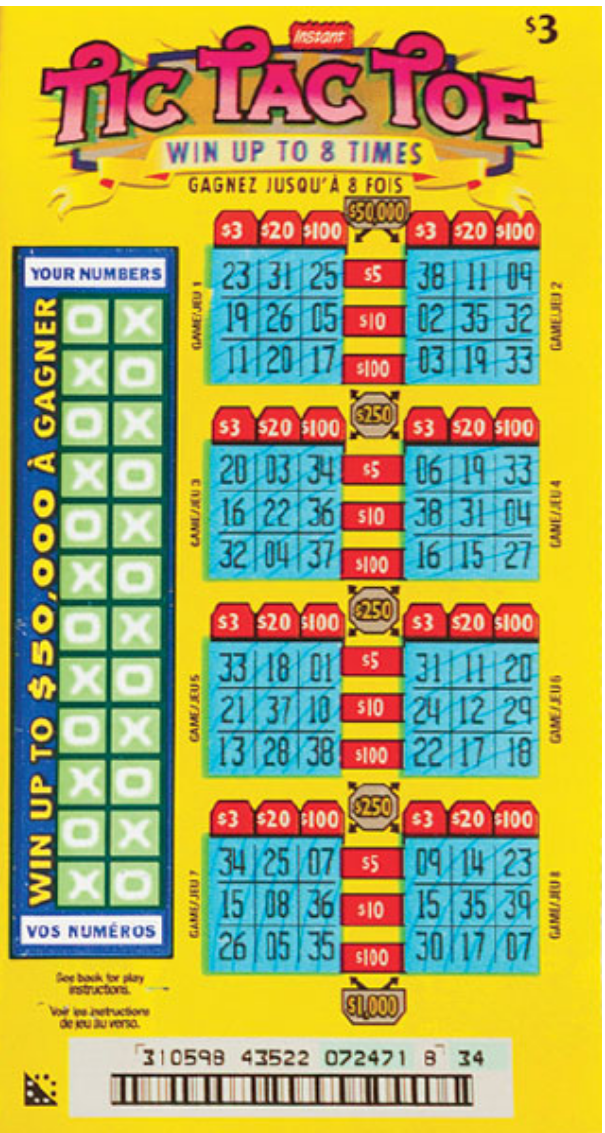 Instant
$3
TIC TAC TOE
WIN UP TO 8 TIMES
GAGNEZ JUSQU'À 8 FOIS
$50,000
$3 $20 $100 $3 $20 $100
YOUR NUMBERS
WIN UP TO $50,000 À GAGNER
O X
X O
O X
X O
O X
X O
O X
X O
O X
X O
O X
X O
VOS NUMÉROS
GAME/JEU 1
23 31 25 $5 38 11 09
19 26 05 $10 02 35 32
11 20 17 $100 03 19 33
GAME/JEU 2
$250
$3 $20 $100 $3 $20 $100
GAME/JEU 3
20 03 34 $5 06 19 33
16 22 36 $10 38 31 04
32 04 37 $100 16 15 27
GAME/JEU 4
$250
$3 $20 $100 $3 $20 $100
GAME/JEU 5
33 18 01 $5 31 11 20
21 37 10 $10 24 12 29
13 28 38 $100 22 17 18
GAME/JEU 6
$250
$3 $20 $100 $3 $20 $100
GAME/JEU 7
34 25 07 $5 09 14 23
15 08 36 $10 15 35 39
26 05 35 $100 30 17 07
GAME/JEU 8
$1,000
See back for play
instructions.
Voir les instructions
de jeu au verso.
310598 43522 072471 8 34